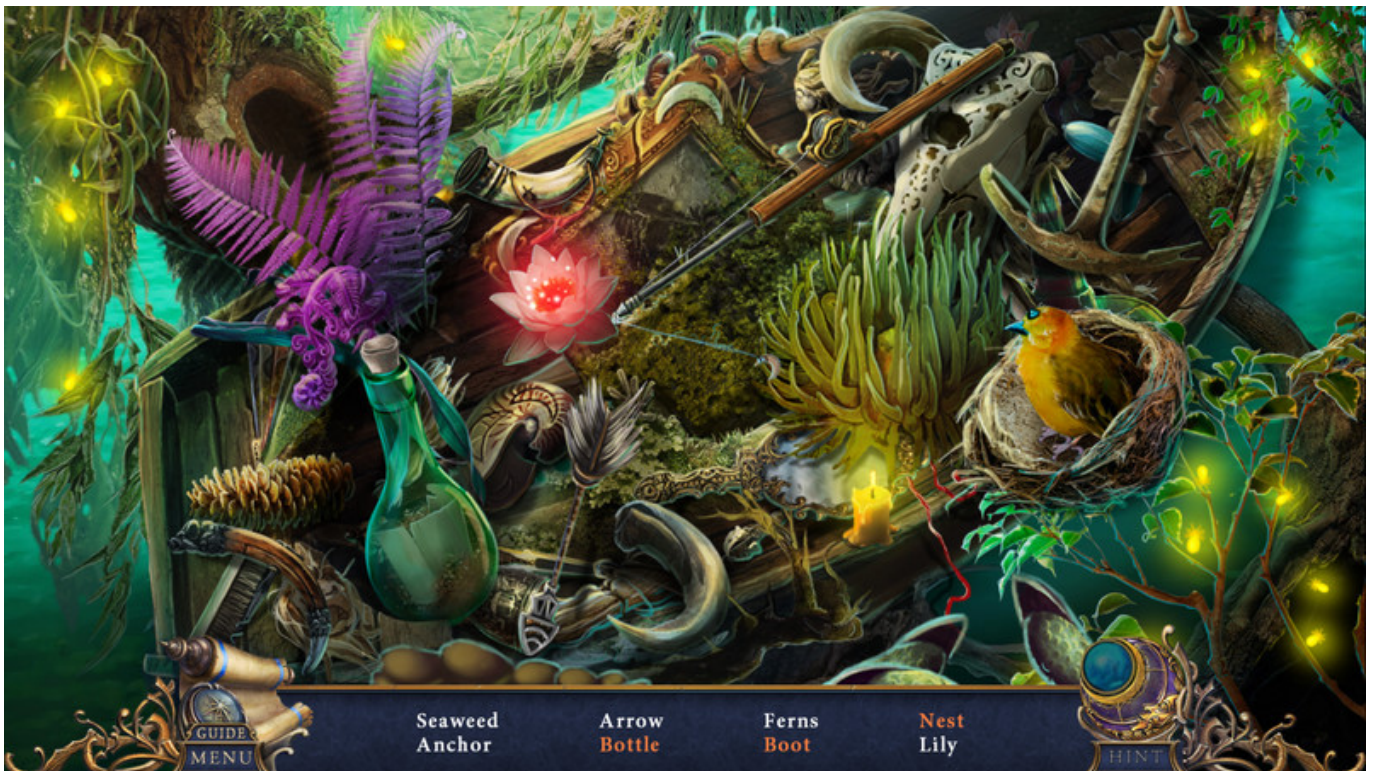 Seaweed Arrow Ferns Nest
Anchor Bottle Boot Lily
GUIDE
MENU
HINT